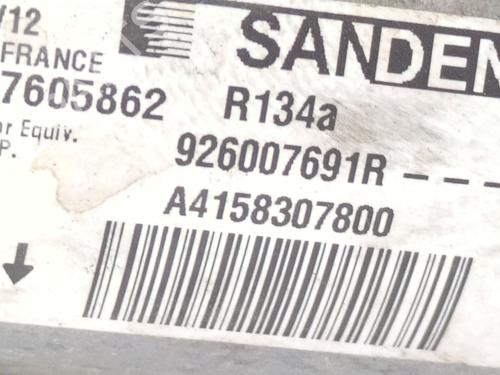 /12
SANDEN
FRANCE
7605862 R134a
or Equiv.
926007691R - - -
P.
A4158307800